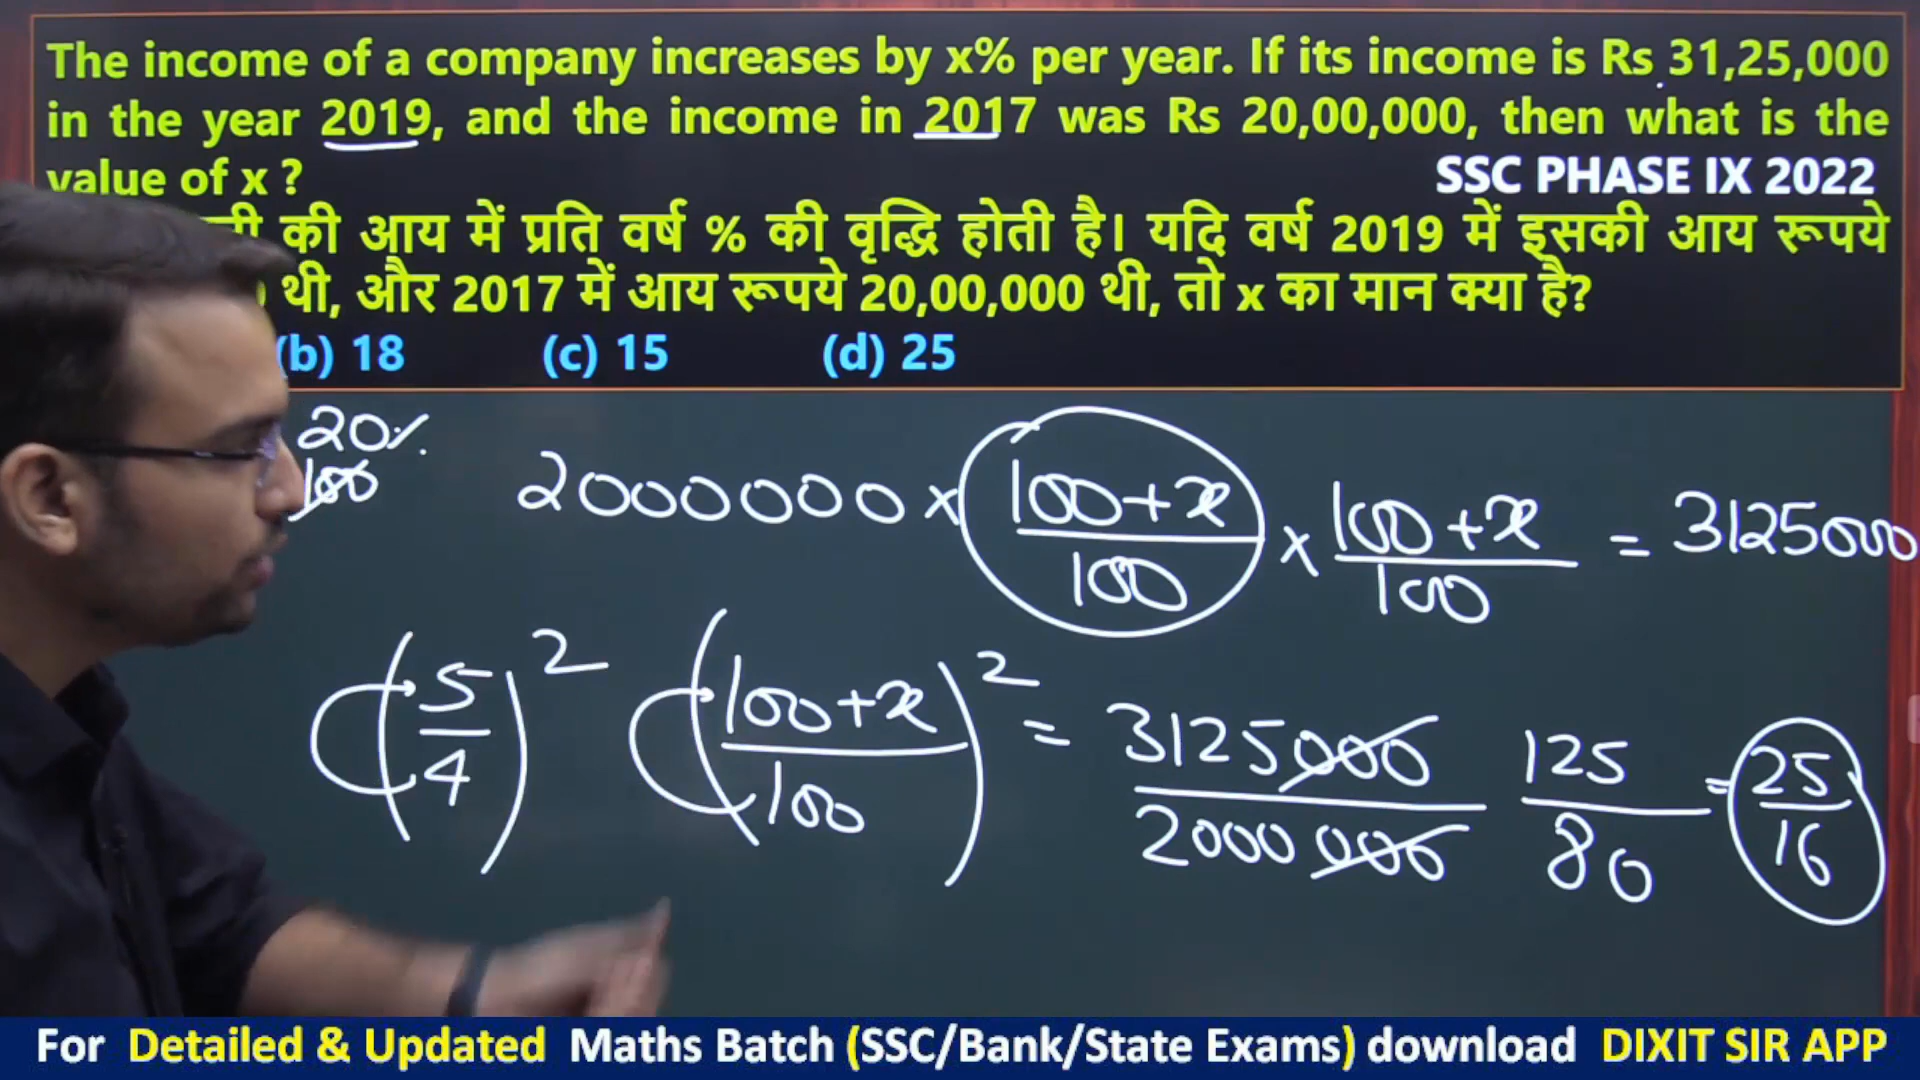 The income of a company increases by x% per year. If its income is Rs 31,25,000
in the year 2019, and the income in 2017 was Rs 20,00,000, then what is the
value of x ?
SSC PHASE IX 2022
की आय में प्रति वर्ष % की वृद्धि होती है। यदि वर्ष 2019 में इसकी आय रूपये
थी, और 2017 में आय रूपये 20,00,000 थी, तो x का मान क्या है?
(b) 18 (c) 15 (d) 25
20%
100
2000000 × (100+x)/100 × (100+x)/100 = 3125000
(5/4)² ((100+x)/100)² = 3125000/2000000 125/80 = 25/16
For Detailed & Updated Maths Batch (SSC/Bank/State Exams) download DIXIT SIR APP